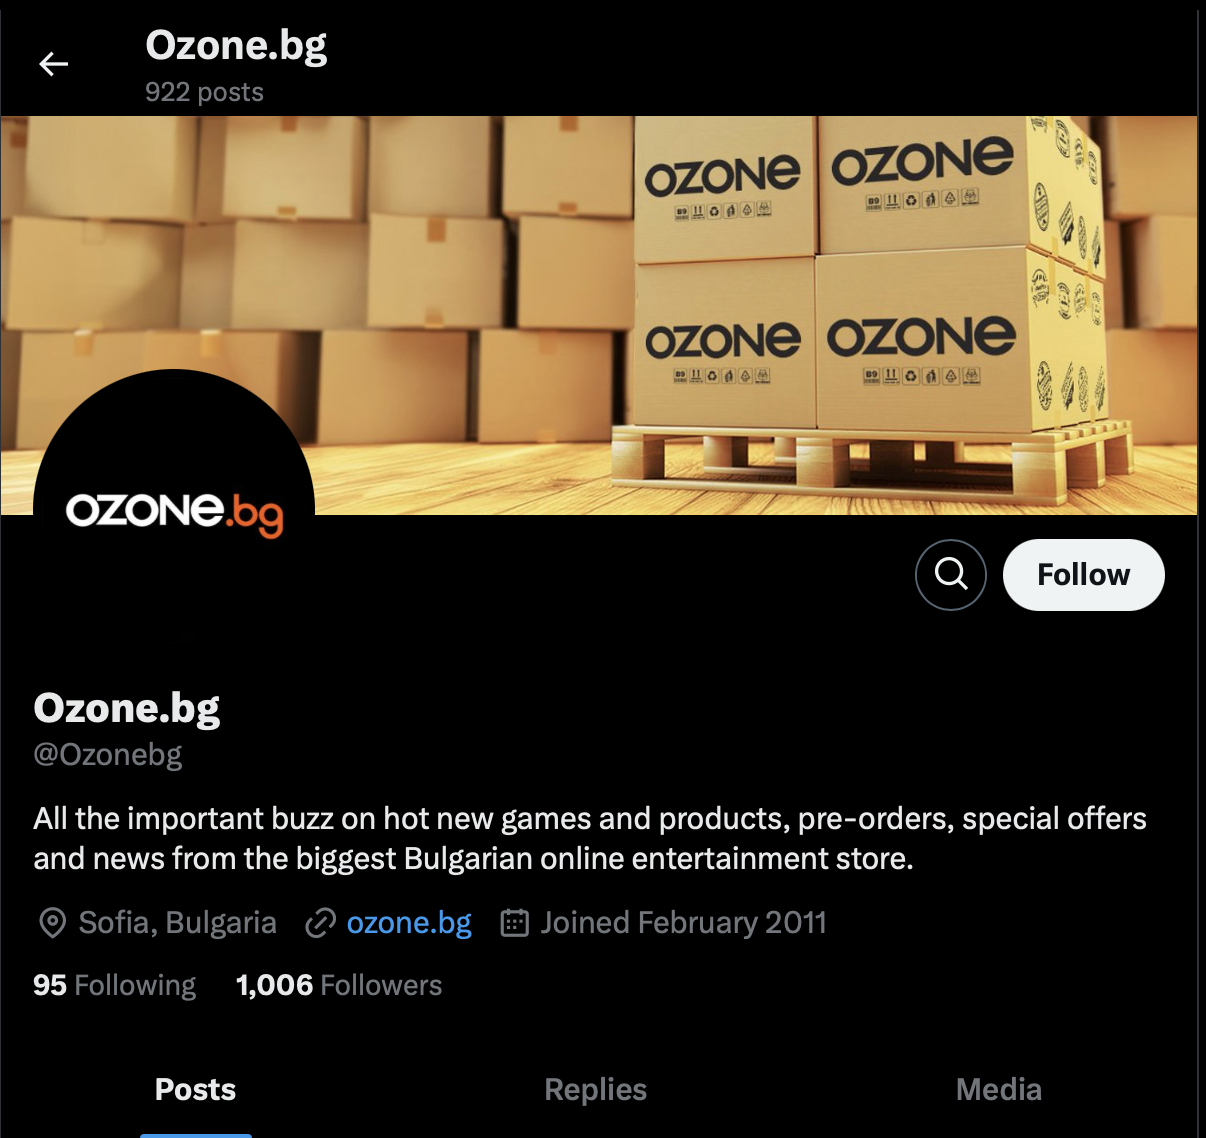 Ozone.bg
922 posts
OZONE OZONE
OZONE OZONE
OZONE.bg
Follow
Ozone.bg
@Ozonebg
All the important buzz on hot new games and products, pre-orders, special offers
and news from the biggest Bulgarian online entertainment store.
Sofia, Bulgaria ozone.bg Joined February 2011
95 Following 1,006 Followers
Posts Replies Media